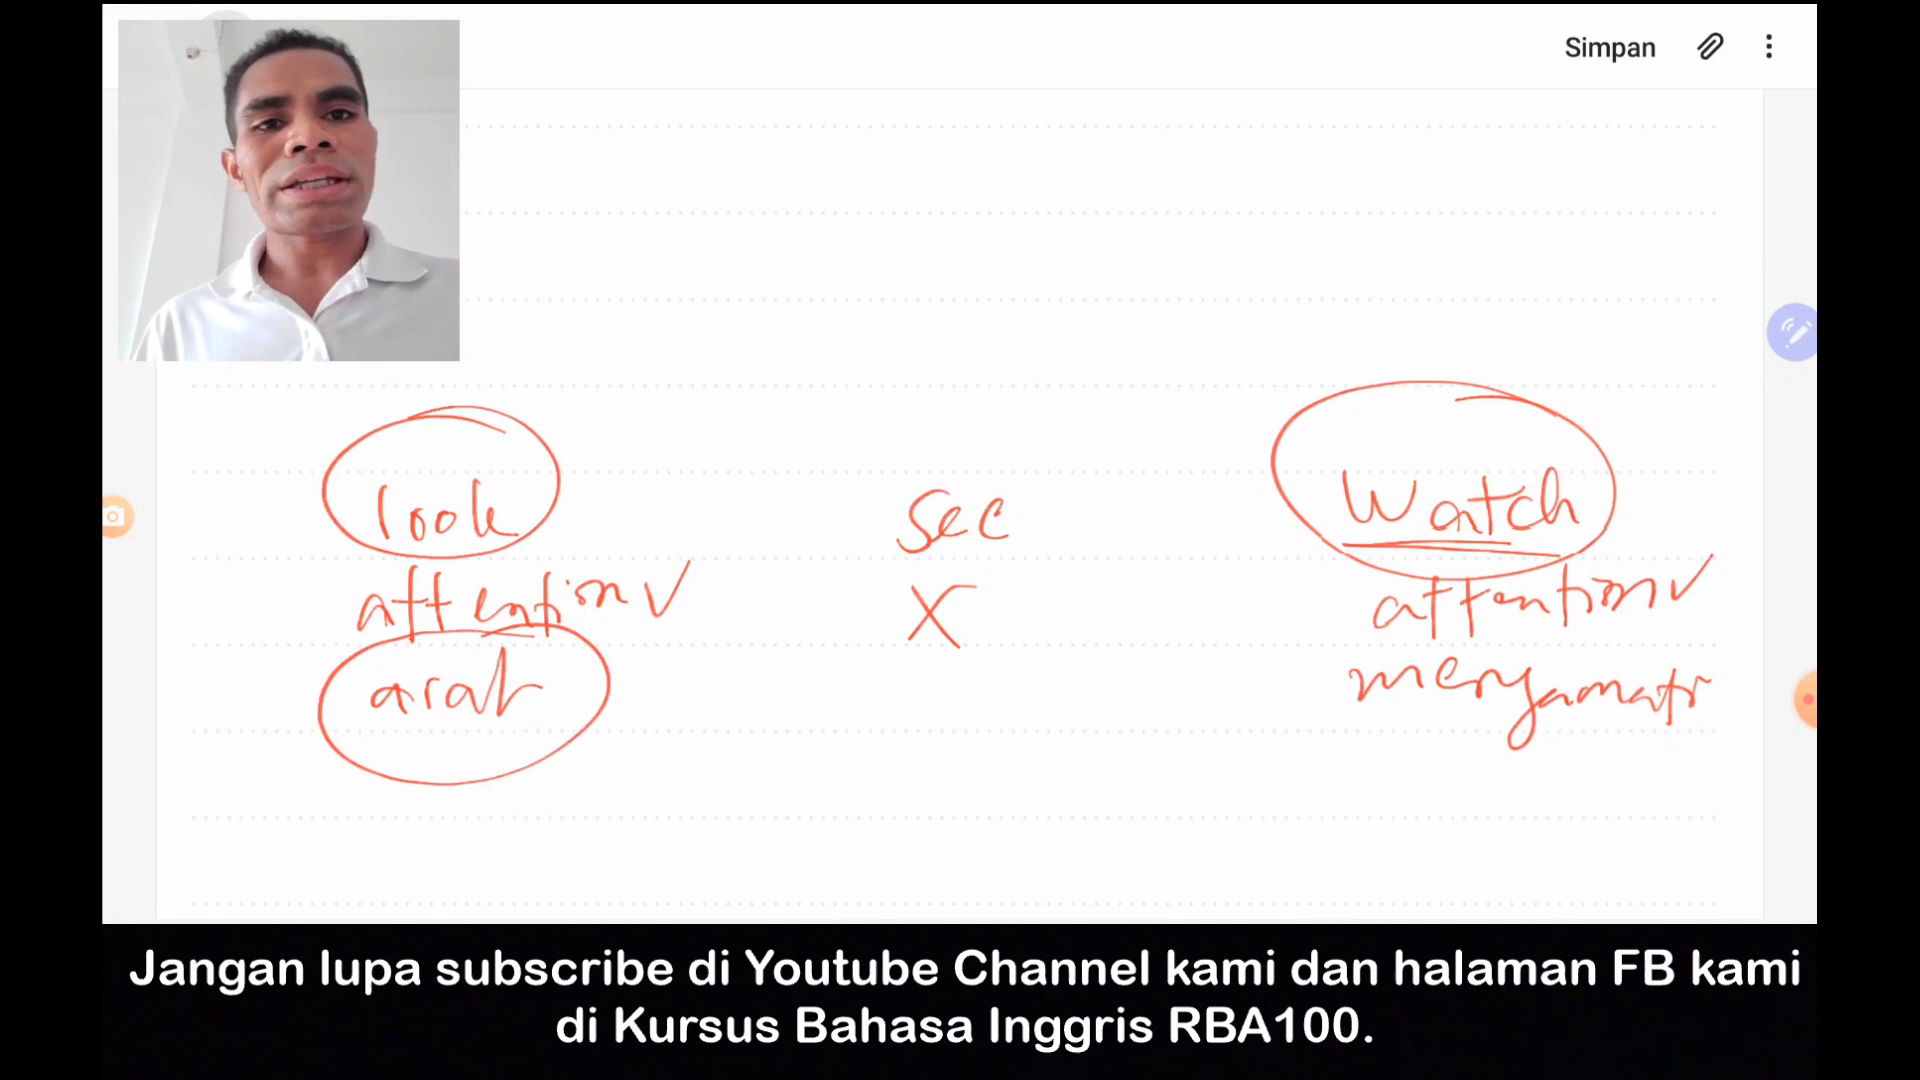 Simpan
look see Watch
attention ✓ X attention ✓
arah mengamati
Jangan lupa subscribe di Youtube Channel kami dan halaman FB kami
di Kursus Bahasa Inggris RBA100.